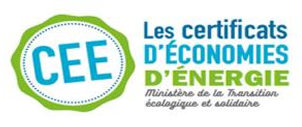 CEE
Les certificats
D'ÉCONOMIES
D'ÉNERGIE
Ministère de la Transition
écologique et solidaire